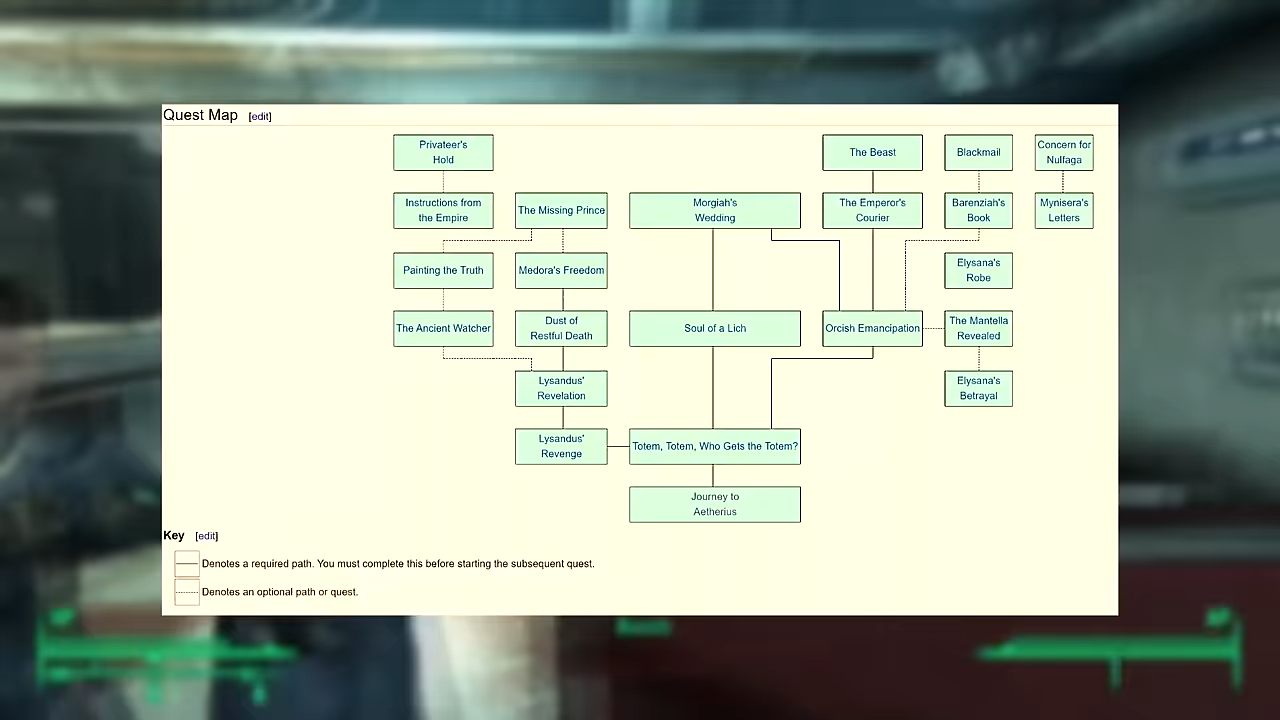 Quest Map [edit]
Privateer's
Hold
The Beast
Blackmail
Concern for
Nulfaga
Instructions from
the Empire
The Missing Prince
Morgiah's
Wedding
The Emperor's
Courier
Barenziah's
Book
Mynisera's
Letters
Painting the Truth
Medora's Freedom
Elysana's
Robe
The Ancient Watcher
Dust of
Restful Death
Soul of a Lich
Orcish Emancipation
The Mantella
Revealed
Lysandus'
Revelation
Elysana's
Betrayal
Lysandus'
Revenge
Totem, Totem, Who Gets the Totem?
Journey to
Aetherius
Key [edit]
Denotes a required path. You must complete this before starting the subsequent quest.
Denotes an optional path or quest.